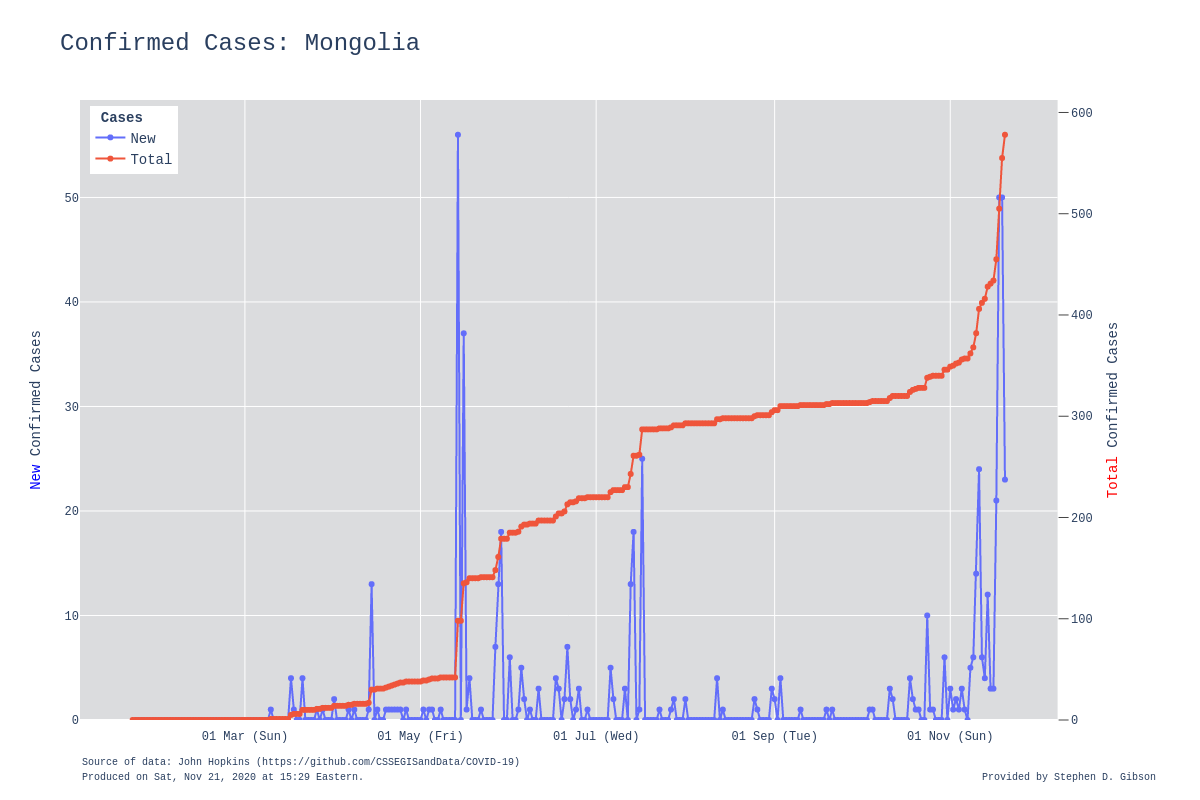 Confirmed Cases: Mongolia
Cases
New
Total
600
50
500
40
400
30
300
20
200
10
100
0
0
New Confirmed Cases
Total Confirmed Cases
01 Mar (Sun)
01 May (Fri)
01 Jul (Wed)
01 Sep (Tue)
01 Nov (Sun)
Source of data: John Hopkins (https://github.com/CSSEGISandData/COVID-19)
Produced on Sat, Nov 21, 2020 at 15:29 Eastern.
Provided by Stephen D. Gibson